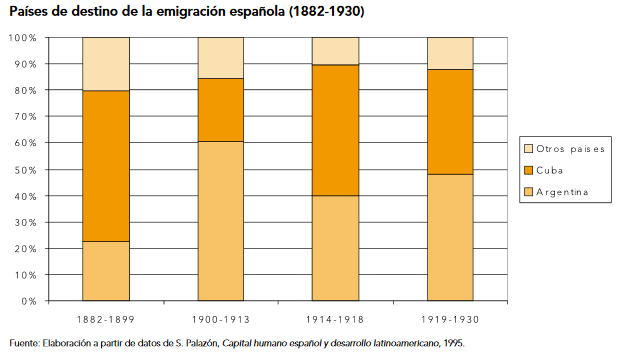 Países de destino de la emigración española (1882-1930)
100%
90%
80%
70%
60%
50%
40%
30%
20%
10%
0%
1882-1899 1900-1913 1914-1918 1919-1930
Otros paises
Cuba
Argentina
Fuente: Elaboración a partir de datos de S. Palazón, Capital humano español y desarrollo latinoamericano, 1995.